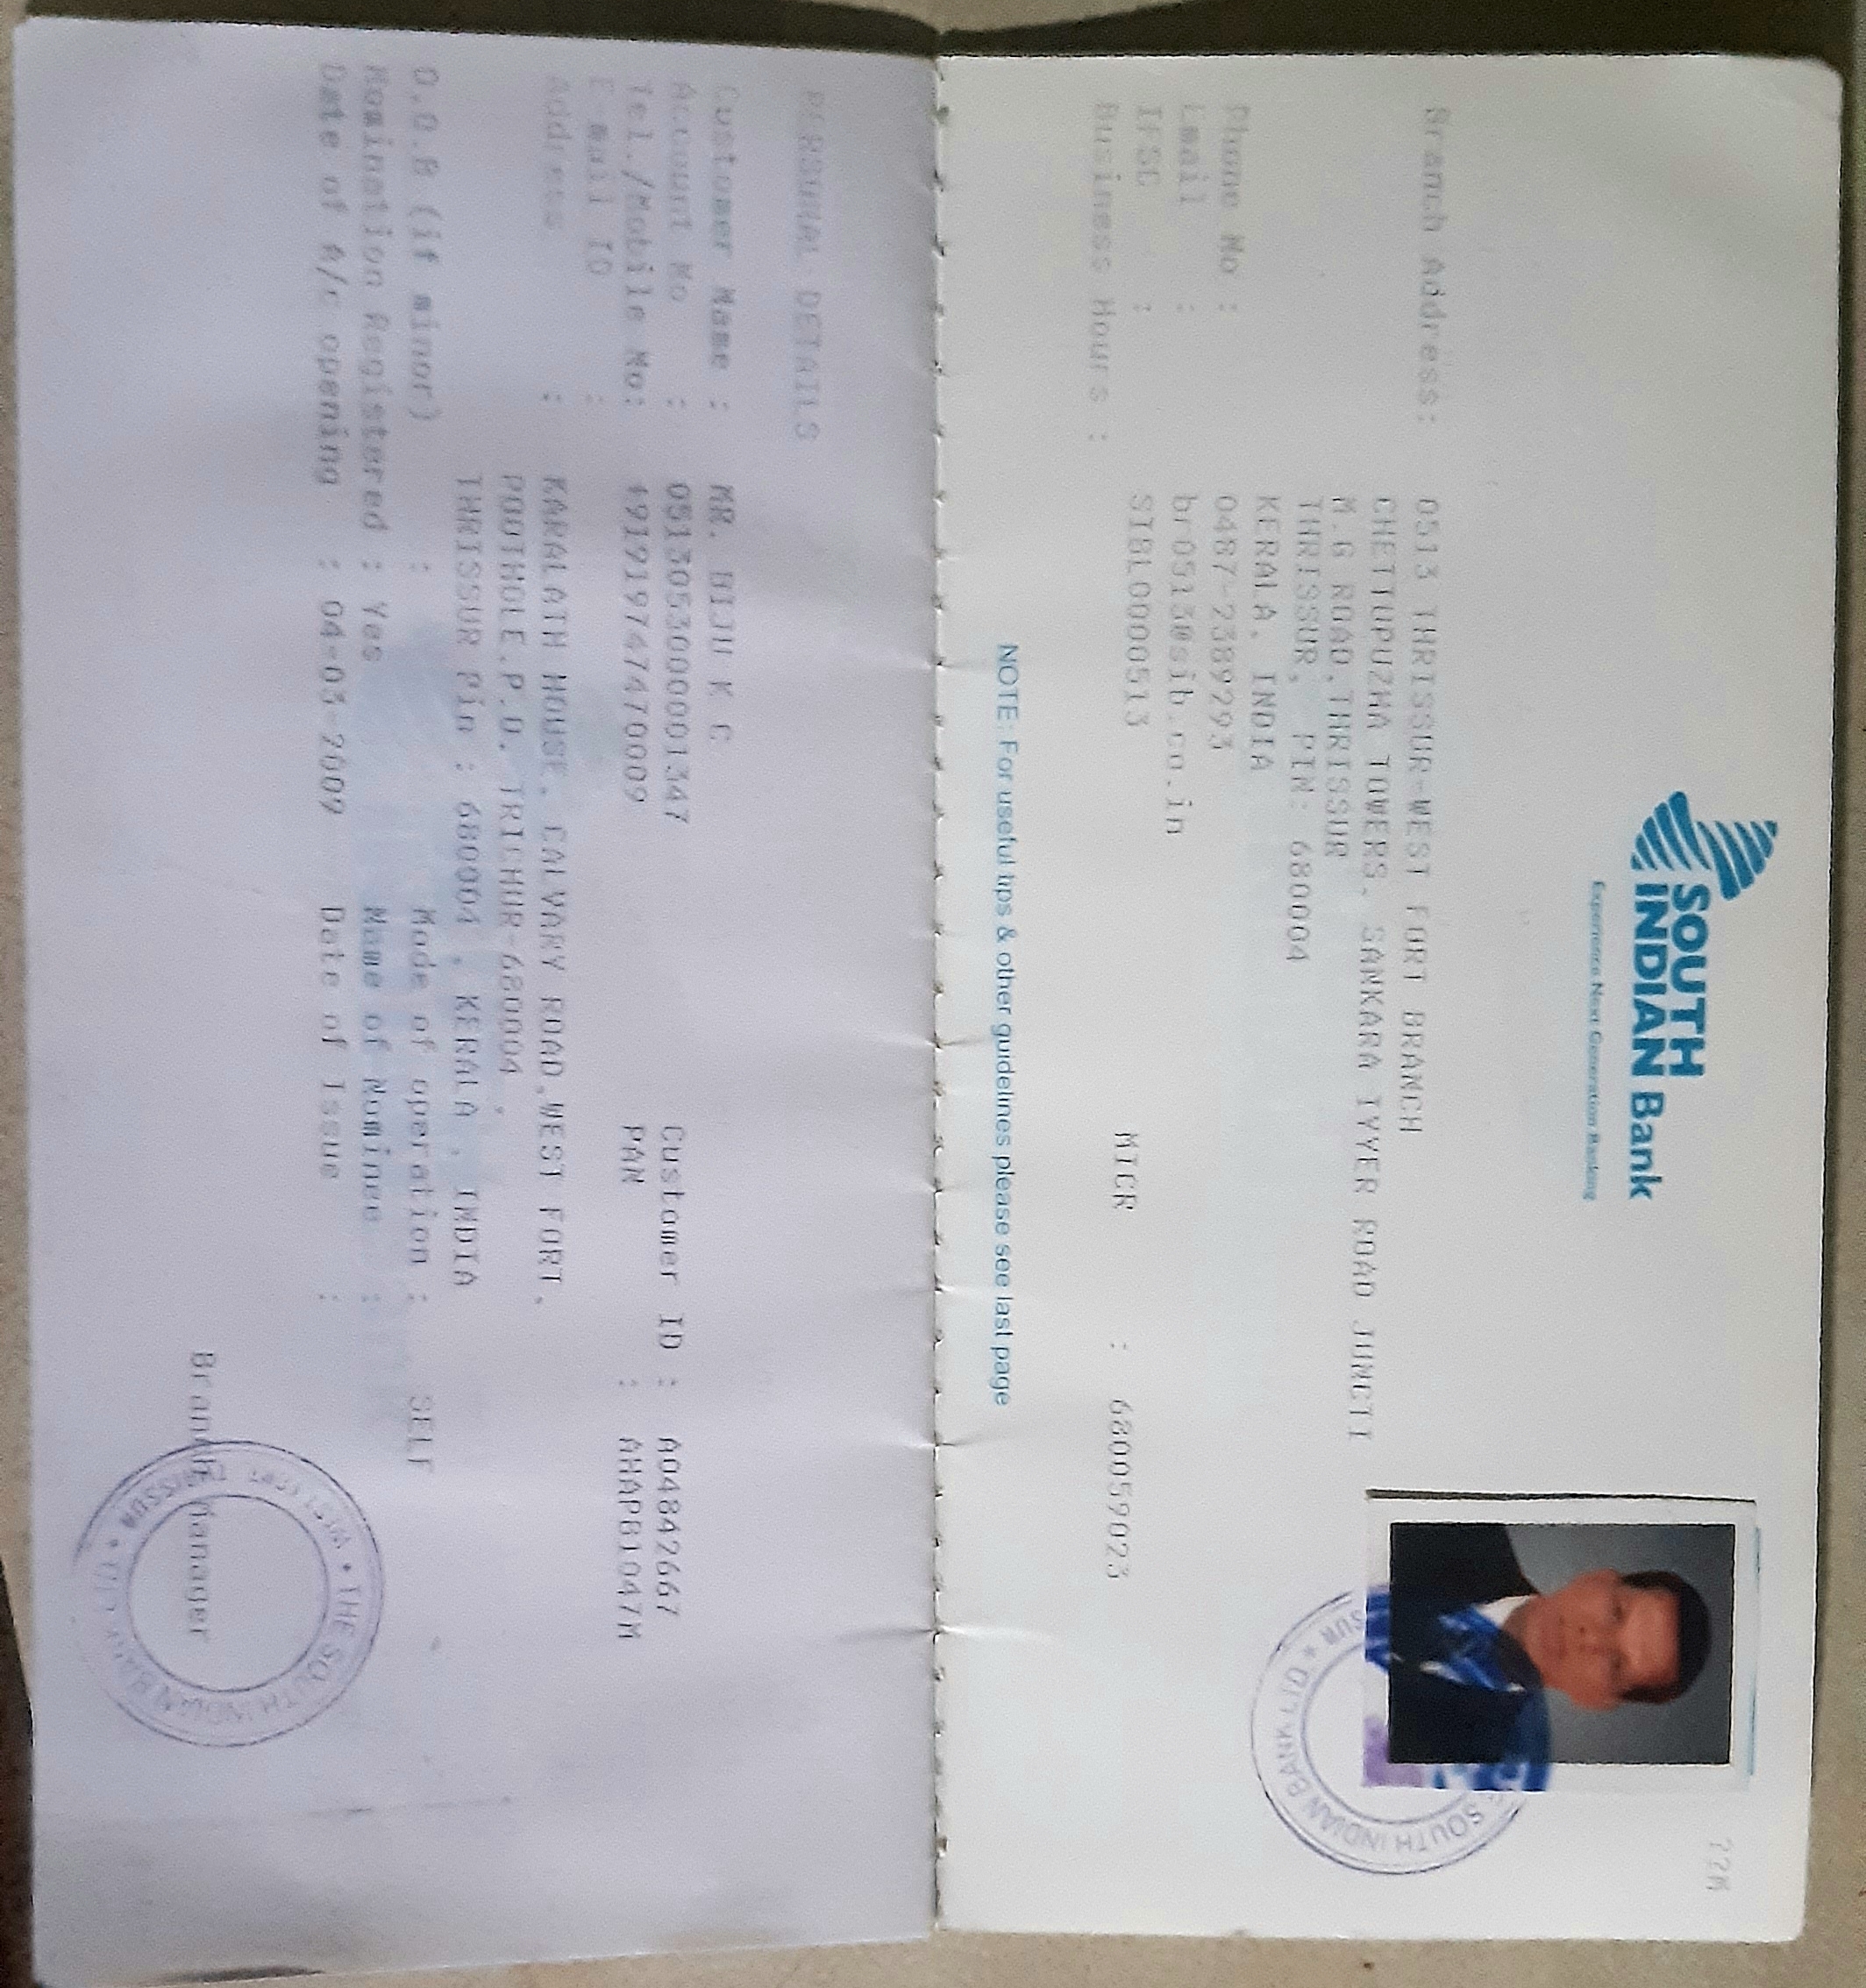 SOUTH
INDIAN Bank
Experience Next Generation Banking
22M
Branch Address: 0513 THRISSUR-WEST FORT BRANCH
CHETTUPUZHA TOWERS, SANKARA IYYER ROAD JUNCTI
M.G ROAD,THRISSUR
THRISSUR, PIN: 680004
KERALA, INDIA
Phone No : 0487-2389293
Email : br0513@sib.co.in
IFSC : SIBL0000513 MICR : 680059023
Business Hours :
SOUTH INDIAN BANK LTD * SUR
NOTE: For useful tips & other guidelines please see last page
PERSONAL DETAILS
Customer Name : MR. BIJU K C
Account No : 0513053000001347 Customer ID : A04842667
Tel./Mobile No: +91919747470009 PAN : AHAPB1047M
E-mail ID :
Address : KARALATH HOUSE, CALVARY ROAD,WEST FORT,
POOTHOLE.P.O, TRICHUR-680004 ,
THRISSUR Pin : 680004 , KERALA , INDIA
D.O.B (if minor) : Mode of operation : SELF
Nomination Registered : Yes Name of Nominee :
Date of A/c opening : 04-03-2009 Date of Issue :
Branch Manager
* THE SOUTH INDIAN BANK LTD * WEST FORT THRISSUR